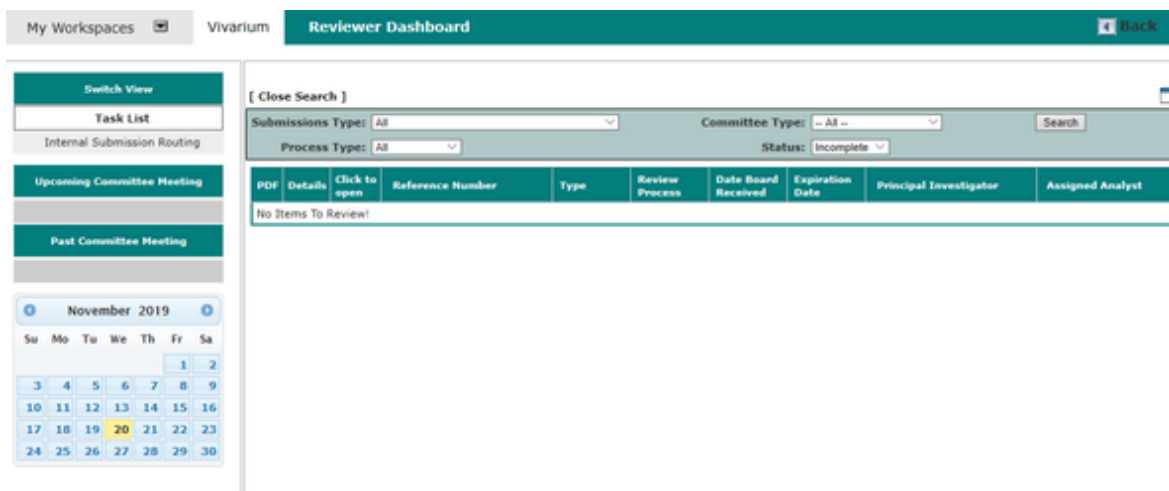 My Workspaces Vivarium Reviewer Dashboard Back
Switch View
Task List
Internal Submission Routing
Upcoming Committee Meeting
Past Committee Meeting
November 2019
Su Mo Tu We Th Fr Sa
1 2
3 4 5 6 7 8 9
10 11 12 13 14 15 16
17 18 19 20 21 22 23
24 25 26 27 28 29 30
[ Close Search ]
Submissions Type: All Committee Type: -- All -- Search
Process Type: All Status: Incomplete
PDF Details Click to open Reference Number Type Review Process Date Board Received Expiration Date Principal Investigator Assigned Analyst
No Items To Review!